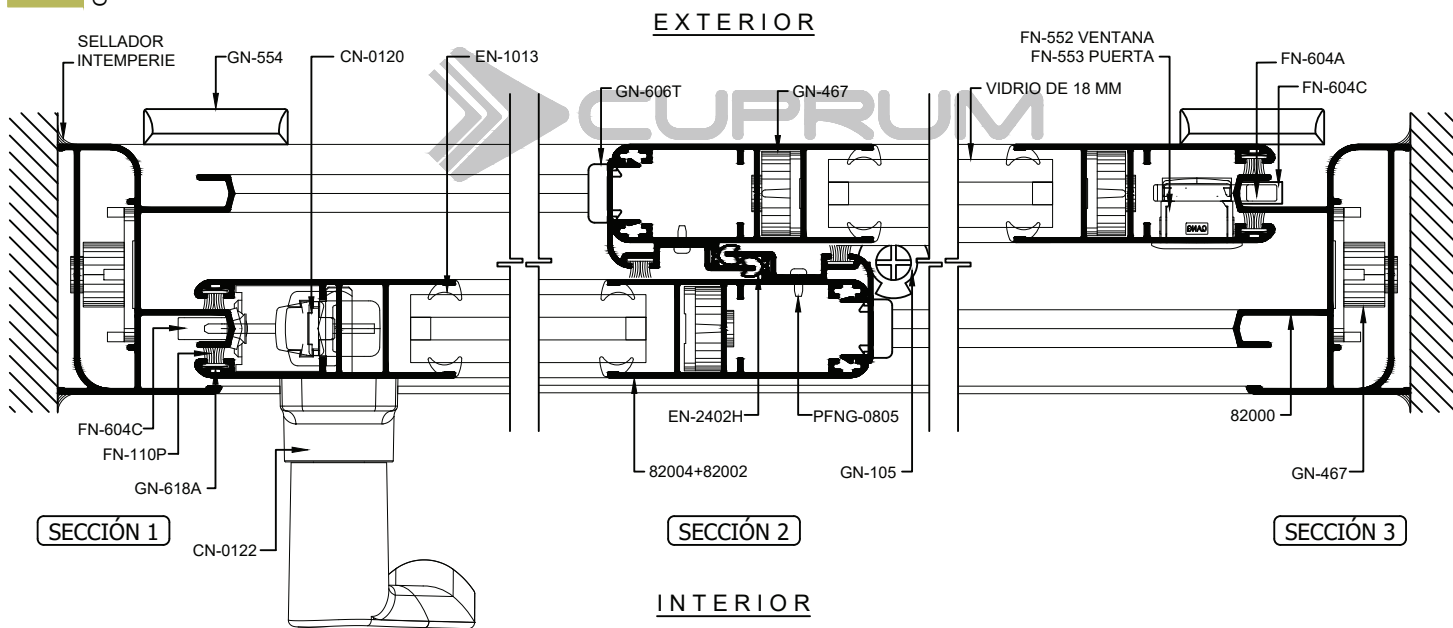 EXTERIOR
SELLADOR
INTEMPERIE
GN-554
CN-0120
EN-1013
GN-606T
GN-467
FN-552 VENTANA
FN-553 PUERTA
VIDRIO DE 18 MM
FN-604A
FN-604C
CUPRUM
FN-604C
FN-110P
GN-618A
CN-0122
82004+82002
EN-2402H
PFNG-0805
GN-105
82000
GN-467
SECCIÓN 1
SECCIÓN 2
SECCIÓN 3
INTERIOR